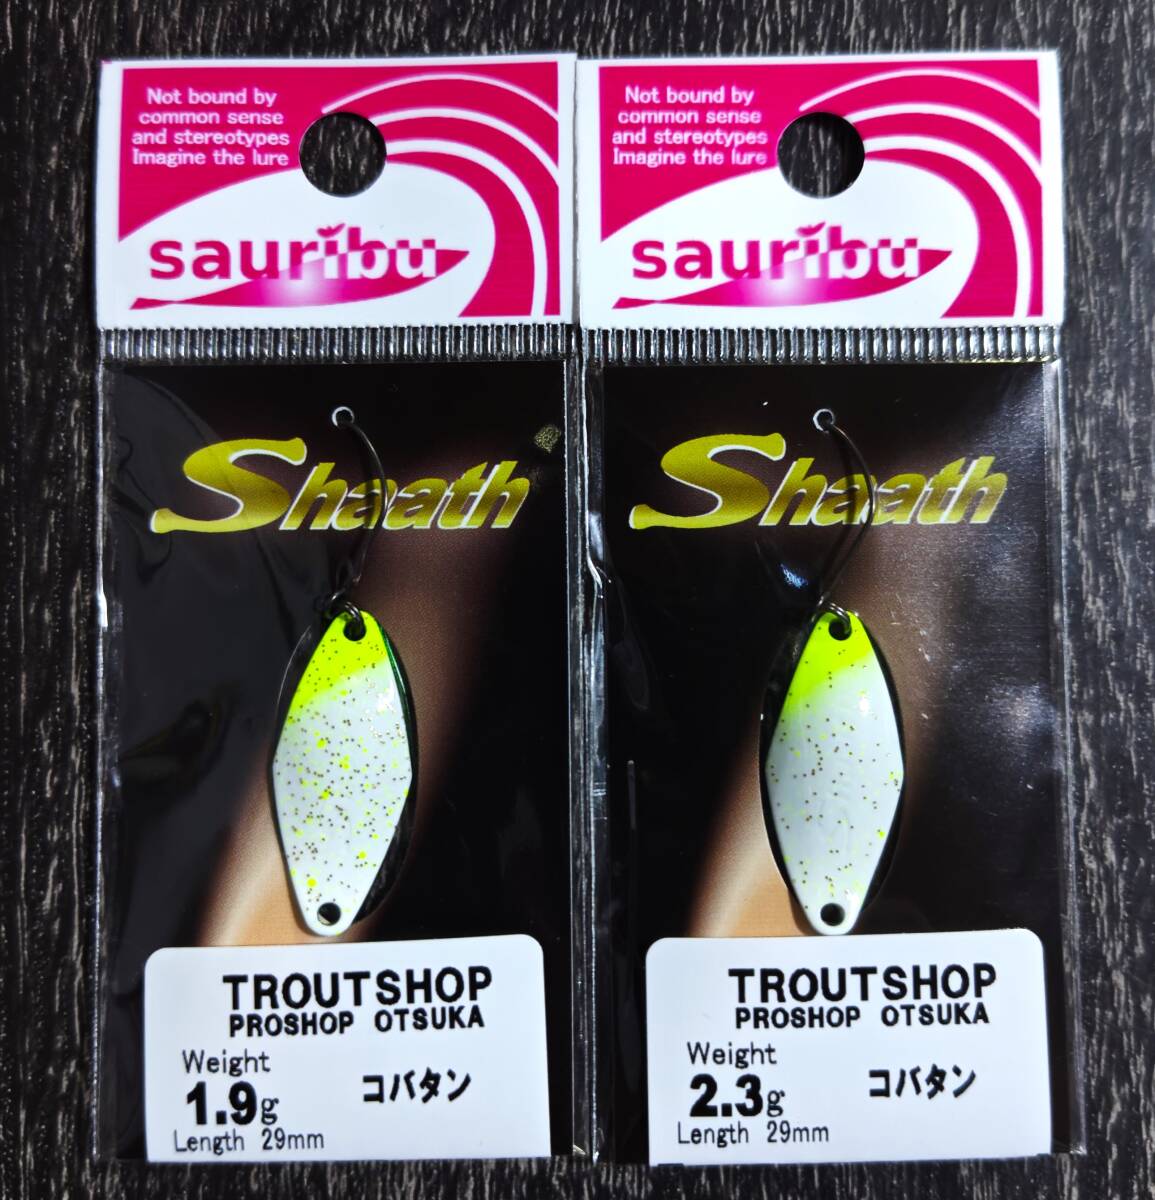 Not bound by
common sense
and stereotypes
Imagine the lure
sauribu
Shaath
TROUTSHOP
PROSHOP OTSUKA
Weight
1.9g
コバタン
Length 29mm
Not bound by
common sense
and stereotypes
Imagine the lure
sauribu
Shaath
TROUTSHOP
PROSHOP OTSUKA
Weight
2.3g
コバタン
Length 29mm